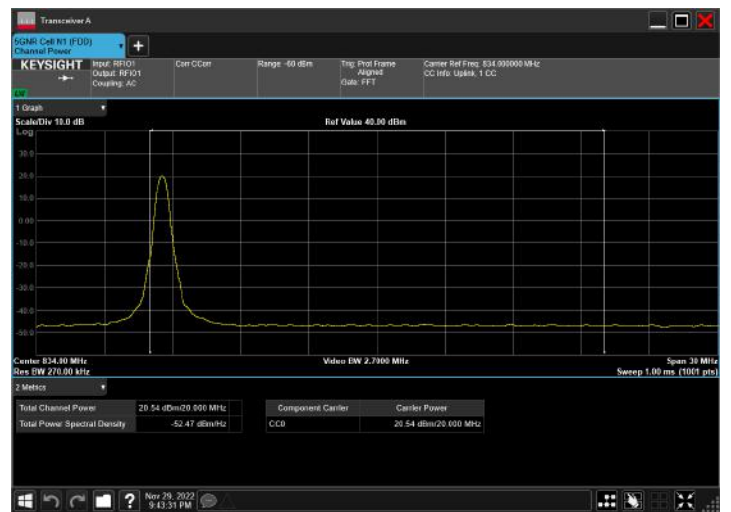 Transceiver A
5GNR Cell N1 (FDD)
Channel Power
+
KEYSIGHT
Input: RFIO1
Output: RFIO1
Coupling: AC
Corr CCorr
Range -60 dBm
Trig: Prot Frame
Aligned
Gate: FFT
Carrier Ref Freq: 834.000000 MHz
CC Info: Uplink, 1 CC
1 Graph
Scale/Div 10.0 dB
Ref Value 40.00 dBm
Log
30.0
20.0
10.0
0.00
-10.0
-20.0
-30.0
-40.0
-50.0
Center 834.00 MHz
Video BW 2.7000 MHz
Span 30 MHz
Res BW 270.00 kHz
Sweep 1.00 ms (1001 pts)
2 Metrics
Total Channel Power 20.54 dBm/20.000 MHz
Total Power Spectral Density -52.47 dBm/Hz
Component Carrier Carrier Power
CC0 20.54 dBm/20.000 MHz
?
Nov 29, 2022
9:43:31 PM